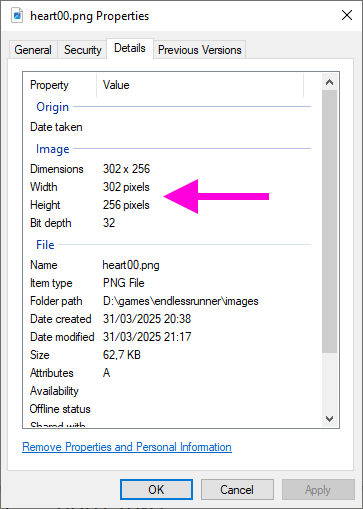 heart00.png Properties
General Security Details Previous Versions
Property Value
Origin
Date taken
Image
Dimensions 302 x 256
Width 302 pixels
Height 256 pixels
Bit depth 32
File
Name heart00.png
Item type PNG File
Folder path D:\games\endlessrunner\images
Date created 31/03/2025 20:38
Date modified 31/03/2025 21:17
Size 62,7 KB
Attributes A
Availability
Offline status
Shared with
Remove Properties and Personal Information
OK Cancel Apply